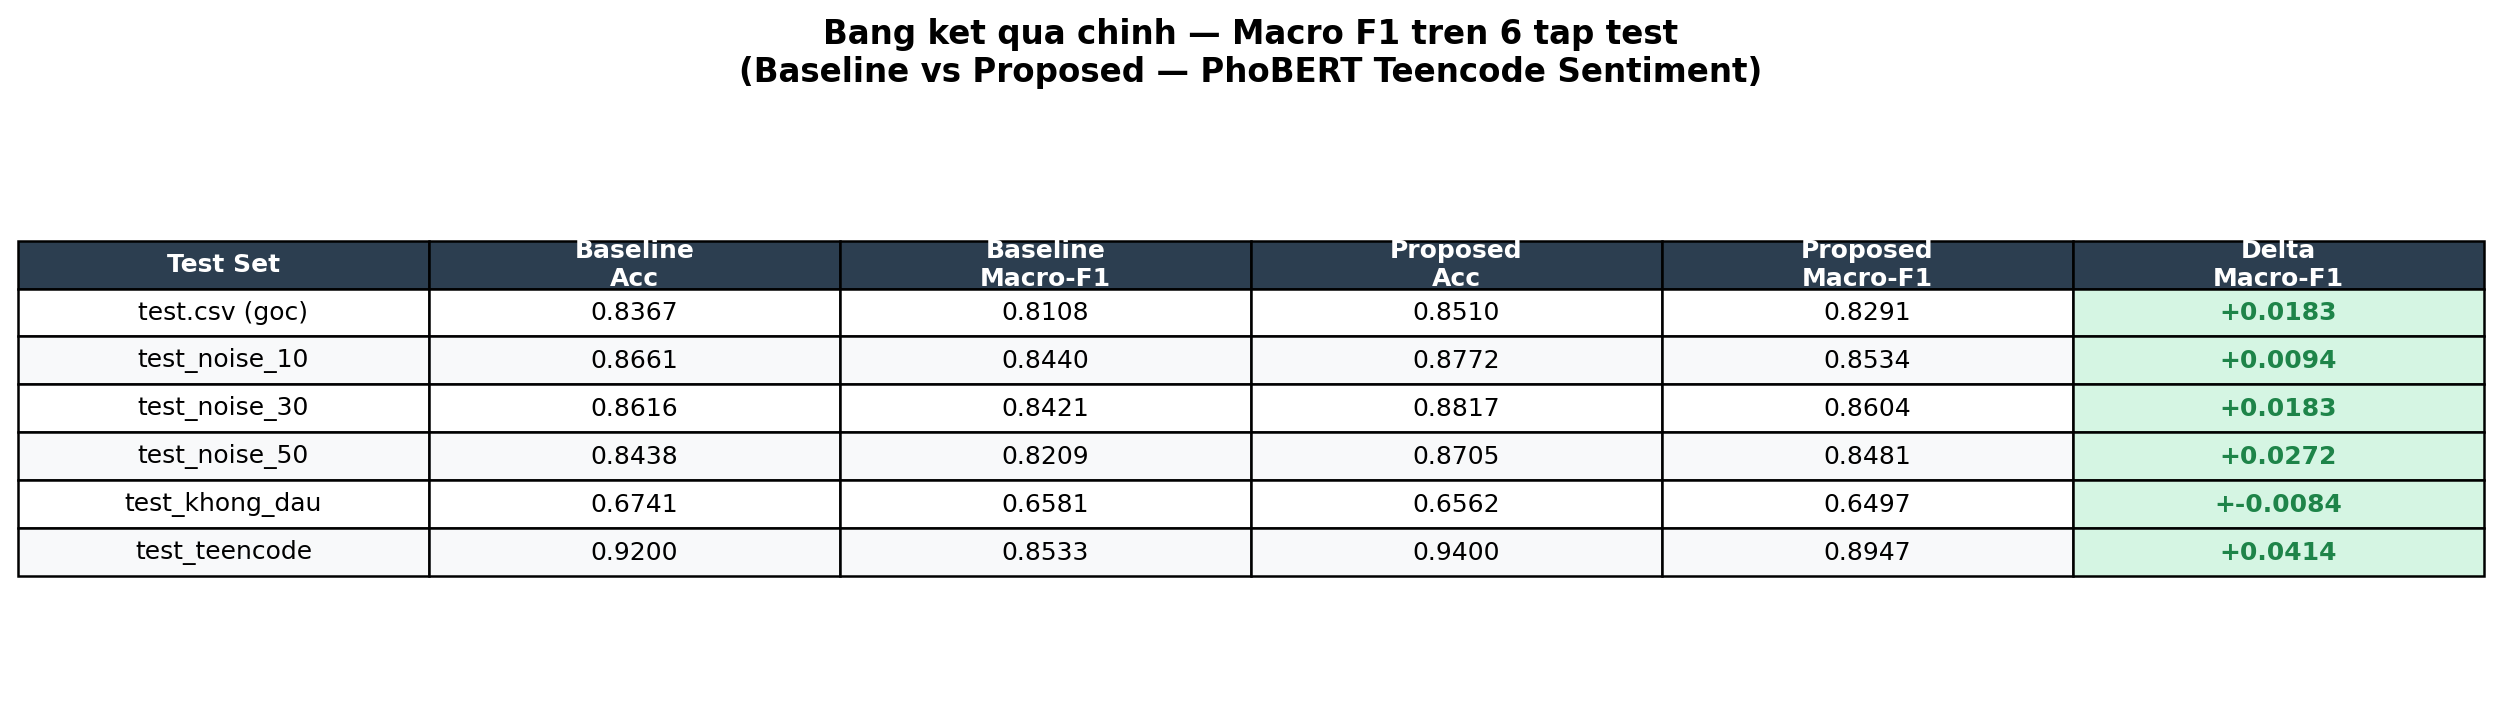 Bang ket qua chinh — Macro F1 tren 6 tap test
(Baseline vs Proposed — PhoBERT Teencode Sentiment)
Test Set Baseline Acc Baseline Macro-F1 Proposed Acc Proposed Macro-F1 Delta Macro-F1
test.csv (goc) 0.8367 0.8108 0.8510 0.8291 +0.0183
test_noise_10 0.8661 0.8440 0.8772 0.8534 +0.0094
test_noise_30 0.8616 0.8421 0.8817 0.8604 +0.0183
test_noise_50 0.8438 0.8209 0.8705 0.8481 +0.0272
test_khong_dau 0.6741 0.6581 0.6562 0.6497 +-0.0084
test_teencode 0.9200 0.8533 0.9400 0.8947 +0.0414